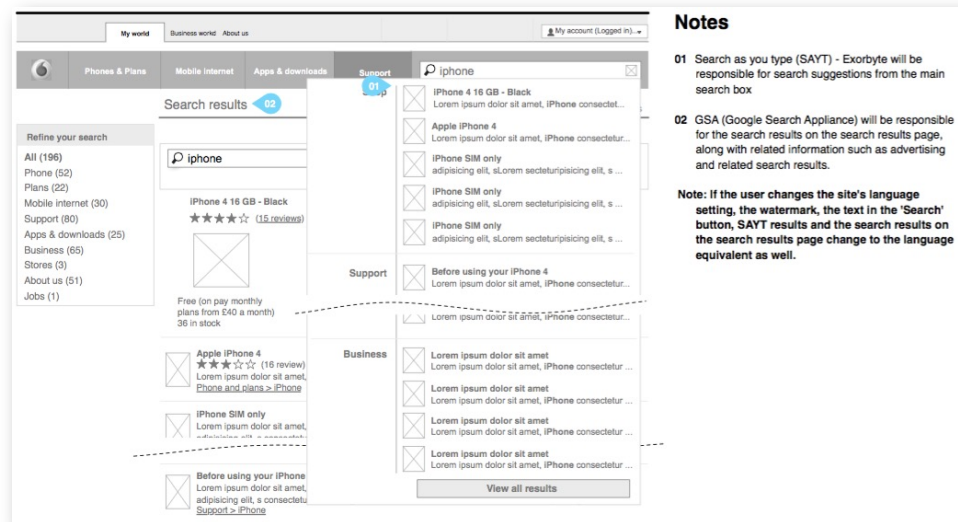 My world
Business world About us
My account (Logged in)...
Phones & Plans
Mobile internet
Apps & downloads
Support
iphone
Search results
02
01
Refine your search
All (196)
Phone (52)
Plans (22)
Mobile internet (30)
Support (80)
Apps & downloads (25)
Business (65)
Stores (3)
About us (51)
Jobs (1)
iphone
iPhone 4 16 GB - Black
(15 reviews)
Free (on pay monthly
plans from £40 a month)
36 in stock
Apple iPhone 4
(16 review)
Lorem ipsum dolor sit amet,
Phone and plans > iPhone
iPhone SIM only
Lorem ipsum dolor sit amet,
Before using your iPhone
Lorem ipsum dolor sit amet,
adipisicing elit, s consectetu
Support > iPhone
iPhone 4 16 GB - Black
Lorem ipsum dolor sit amet, iPhone consectet...
Apple iPhone 4
Lorem ipsum dolor sit amet, iPhone consectetur...
iPhone SIM only
adipisicing elit, sLorem secteturipisicing elit, s ...
iPhone SIM only
adipisicing elit, sLorem secteturipisicing elit, s ...
iPhone SIM only
adipisicing elit, sLorem secteturipisicing elit, s ...
Support
Before using your iPhone 4
Lorem ipsum dolor sit amet, iPhone consectetur...
Lorem ipsum dolor sit amet, iPhone consectetur...
Business
Lorem ipsum dolor sit amet
Lorem ipsum dolor sit amet, iPhone consectetur ...
Lorem ipsum dolor sit amet
Lorem ipsum dolor sit amet, iPhone consectetur ...
Lorem ipsum dolor sit amet
Lorem ipsum dolor sit amet, iPhone consectetur ...
Lorem ipsum dolor sit amet
Lorem ipsum dolor sit amet, iPhone consectetur ...
View all results
Notes
01 Search as you type (SAYT) - Exorbyte will be
responsible for search suggestions from the main
search box
02 GSA (Google Search Appliance) will be responsible
for the search results on the search results page,
along with related information such as advertising
and related search results.
Note: If the user changes the site's language
setting, the watermark, the text in the 'Search'
button, SAYT results and the search results on
the search results page change to the language
equivalent as well.